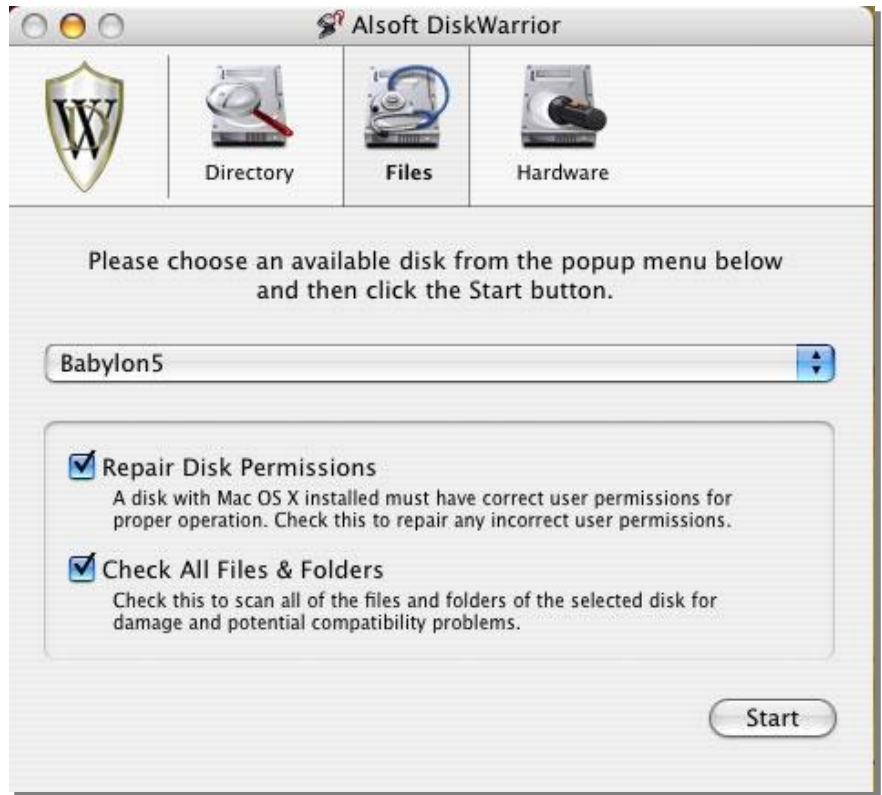 Alsoft DiskWarrior
Directory
Files
Hardware
Please choose an available disk from the popup menu below
and then click the Start button.
Babylon5
Repair Disk Permissions
A disk with Mac OS X installed must have correct user permissions for
proper operation. Check this to repair any incorrect user permissions.
Check All Files & Folders
Check this to scan all of the files and folders of the selected disk for
damage and potential compatibility problems.
Start